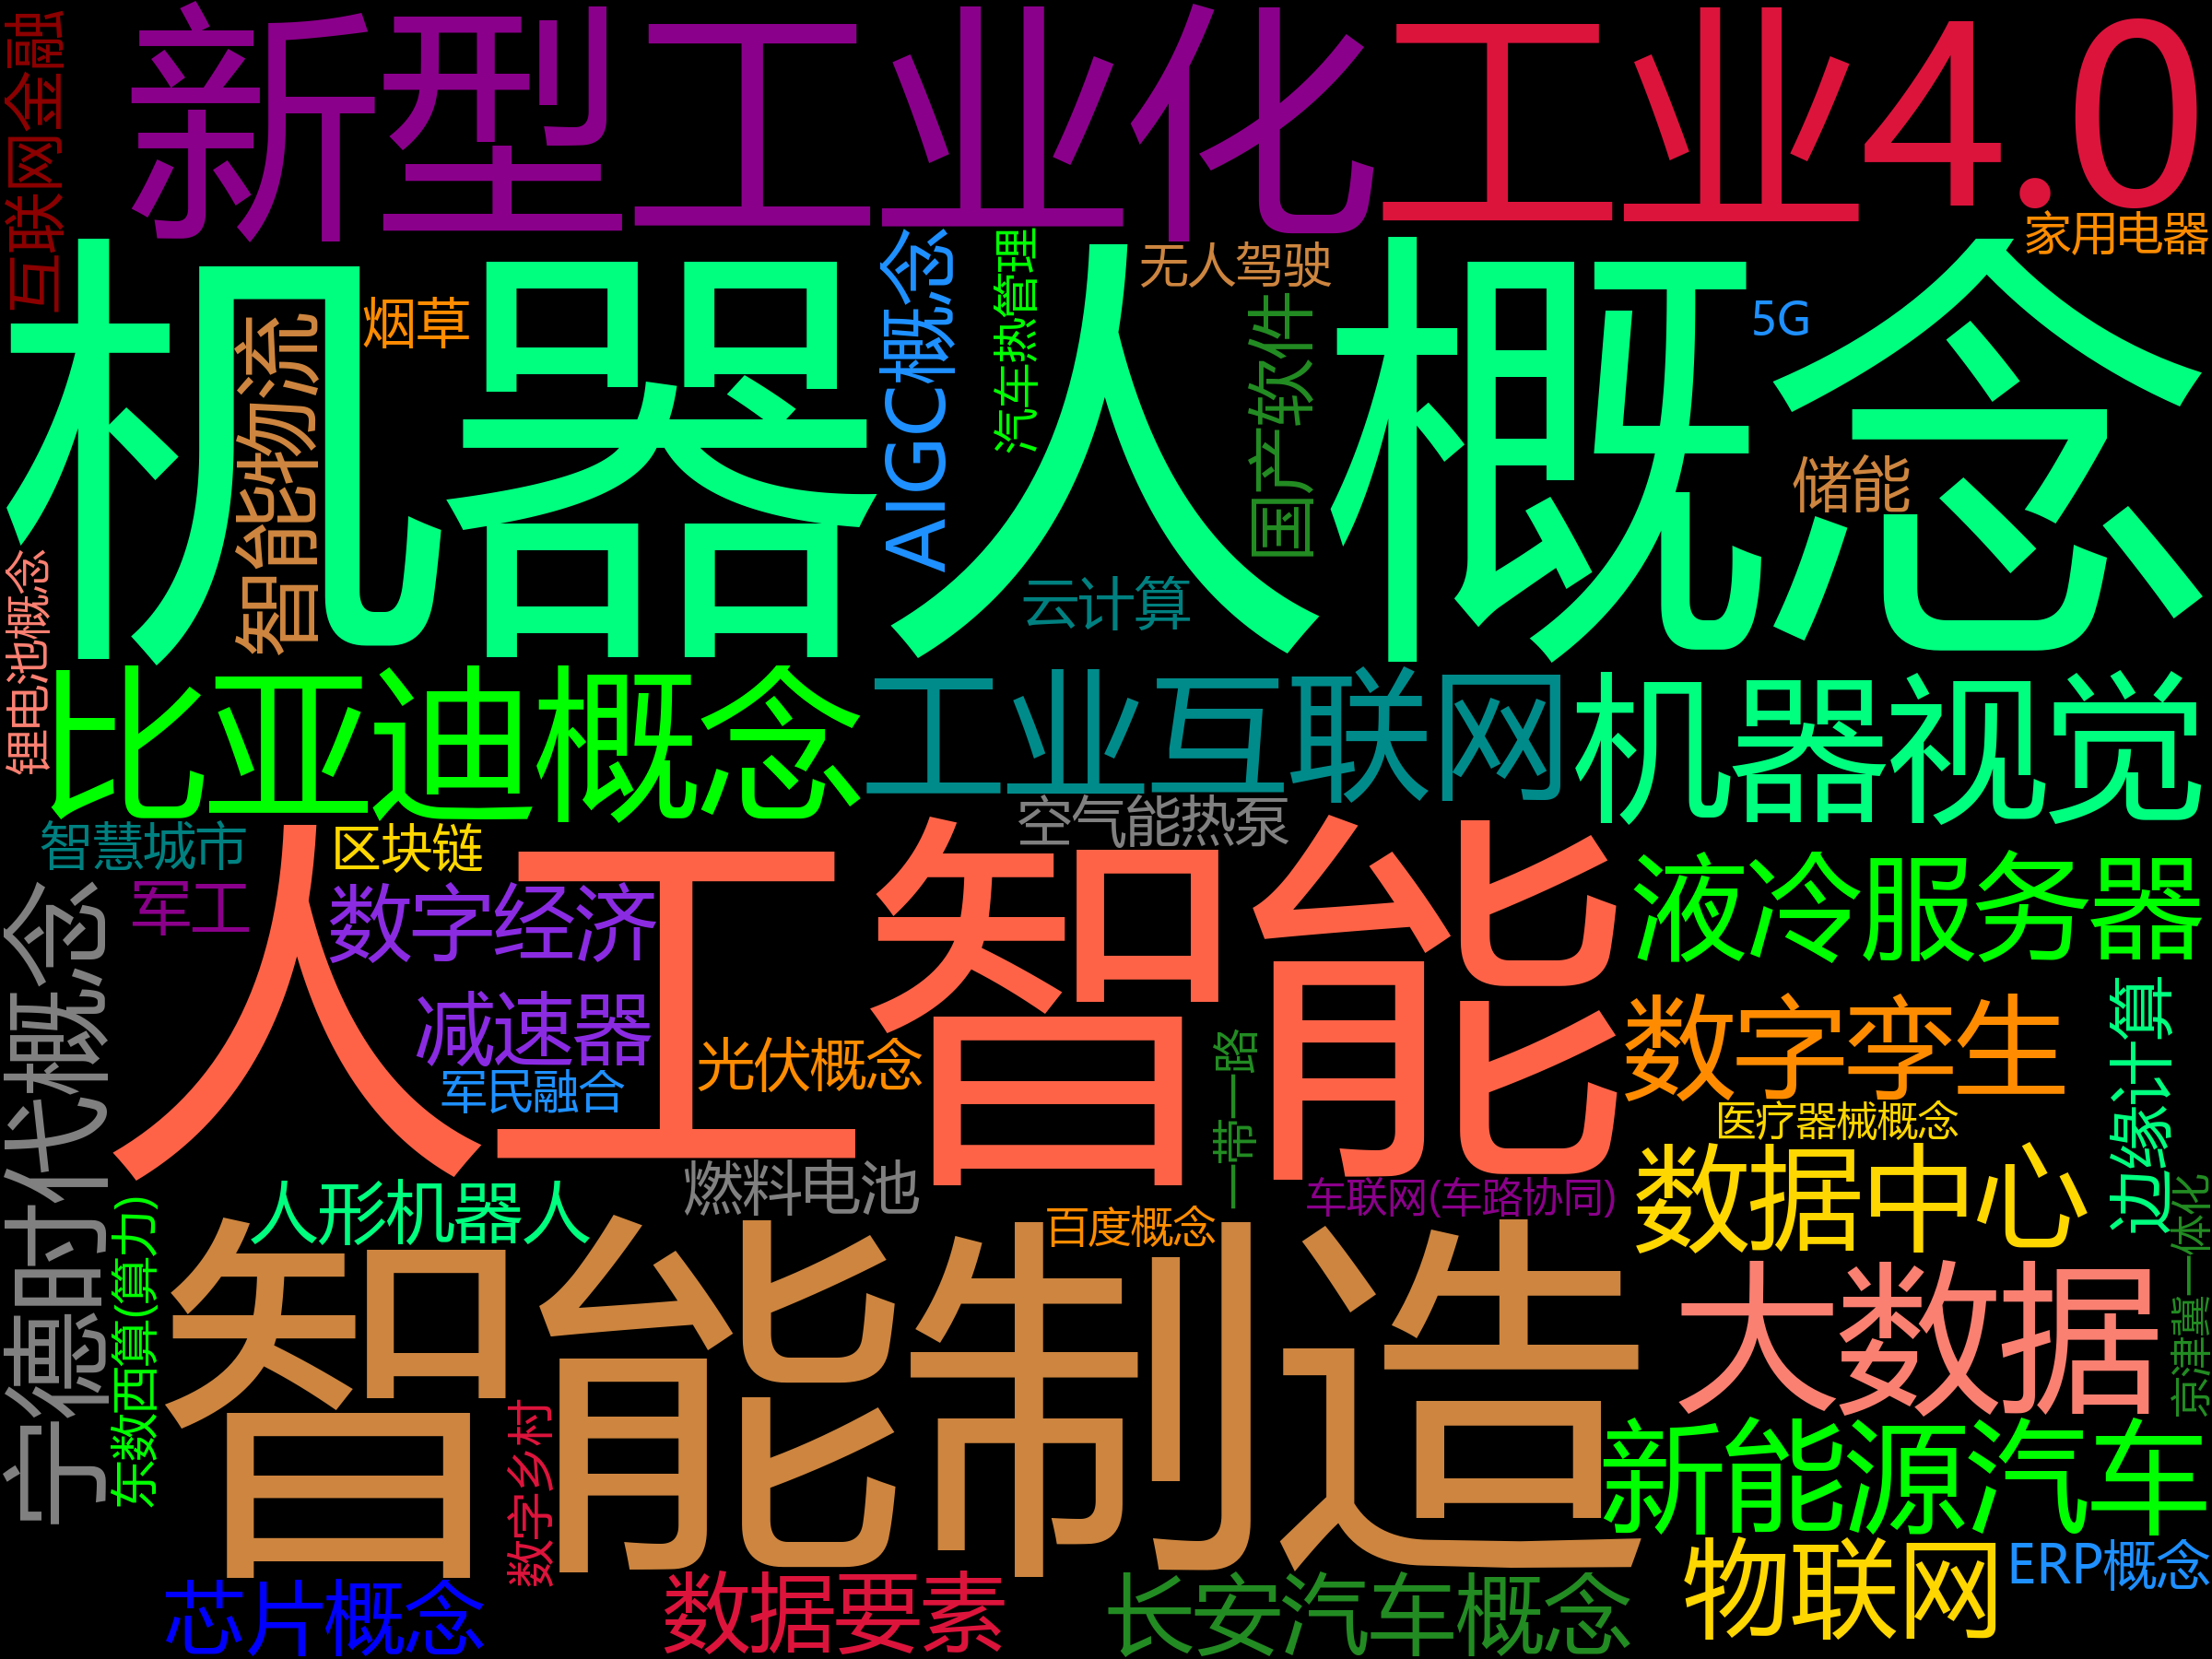 互联网金融
新型工业化
工业4.0
家用电器
机器人概念
烟草
智能物流
AIGC概念
汽车热管理
无人驾驶
国产软件
5G
储能
云计算
锂电池概念
比亚迪概念
工业互联网
机器视觉
空气能热泵
智慧城市
区块链
人工智能
液冷服务器
军工
数字经济
宁德时代概念
减速器
数字孪生
边缘计算
光伏概念
军民融合
一带一路
医疗器械概念
数据中心
燃料电池
人形机器人
车联网(车路协同)
百度概念
东数西算(算力)
智能制造
大数据
京津冀一体化
数字乡村
新能源汽车
物联网
ERP概念
芯片概念
数据要素
长安汽车概念